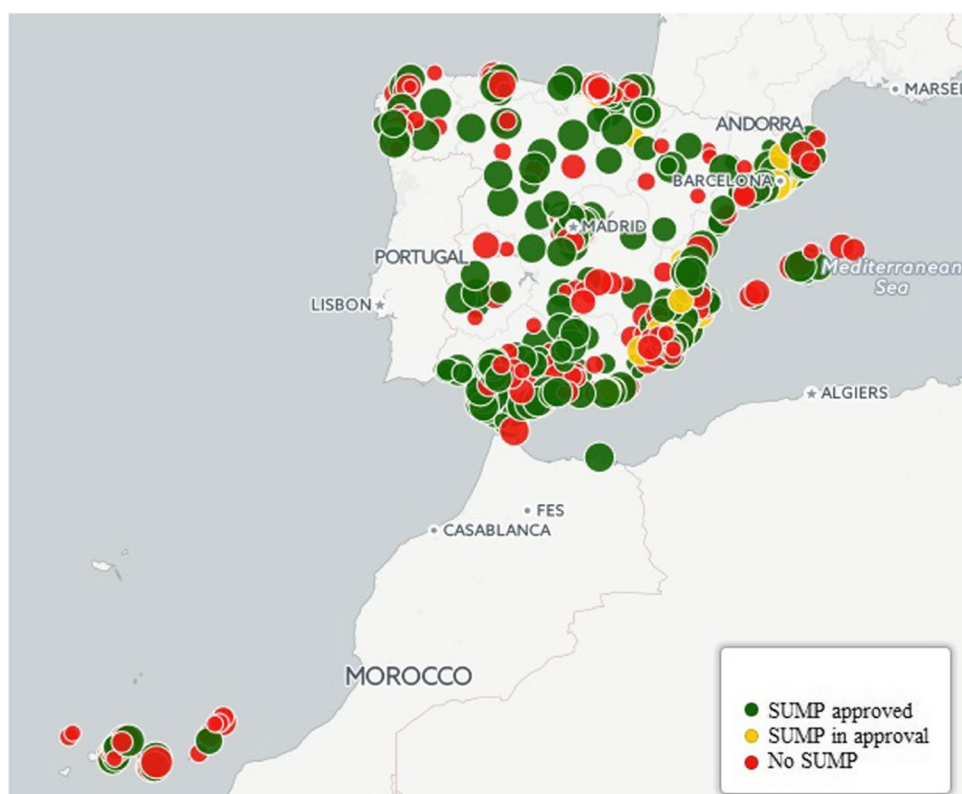 MARSEI
ANDORRA
BARCELONA
MADRID
PORTUGAL
Mediterranean
Sea
LISBON
ALGIERS
FES
CASABLANCA
MOROCCO
SUMP approved
SUMP in approval
No SUMP